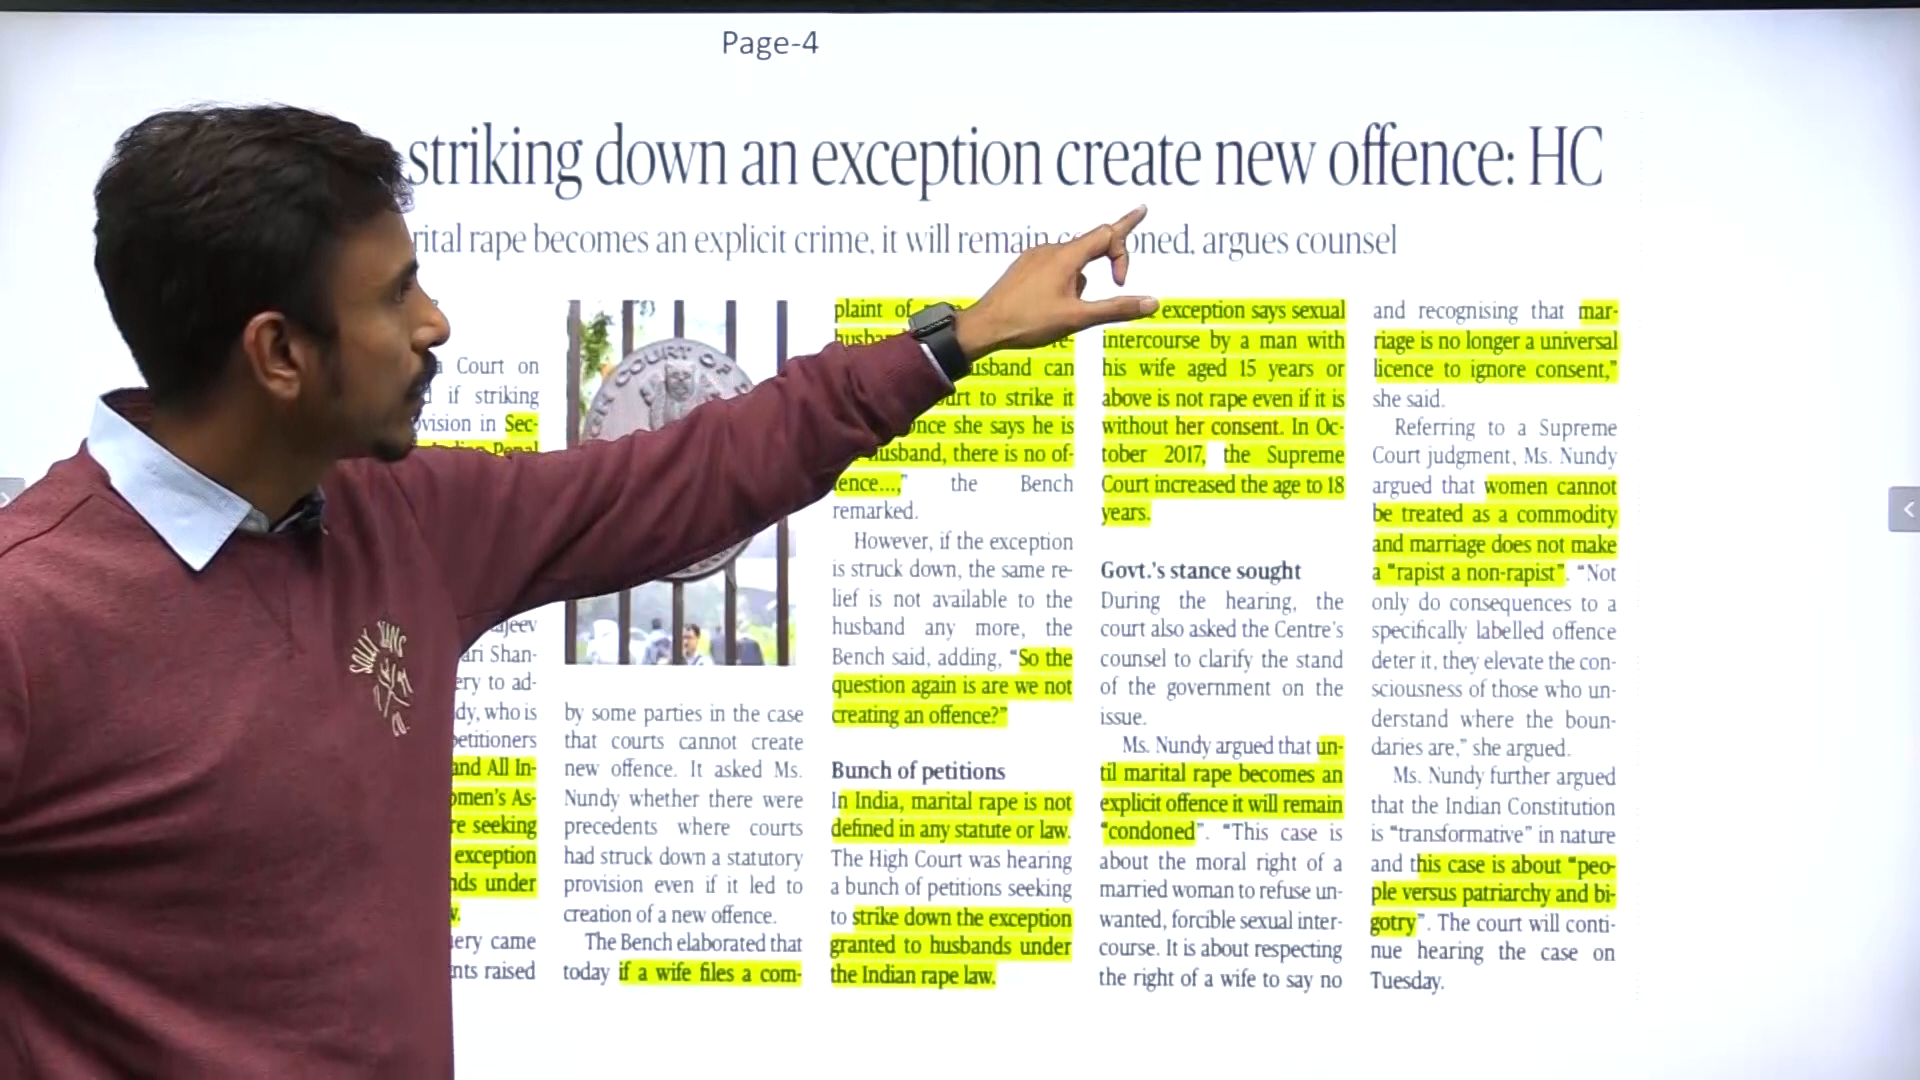 Page-4
striking down an exception create new offence: HC
rital rape becomes an explicit crime, it will remain oned, argues counsel
Court on
if striking
vision in Sec-
Penal
ajeev
ari Shan-
ery to ad-
dy, who is
petitioners
and All In-
omen's As-
re seeking
exception
nds under
w.
uery came
nts raised
COURT OF
by some parties in the case
that courts cannot create
new offence. It asked Ms.
Nundy whether there were
precedents where courts
had struck down a statutory
provision even if it led to
creation of a new offence.
The Bench elaborated that
today if a wife files a com-
plaint of
husba re-
usband can
urt to strike it
nce she says he is
usband, there is no of-
ence...," the Bench
remarked.
However, if the exception
is struck down, the same re-
lief is not available to the
husband any more, the
Bench said, adding, "So the
question again is are we not
creating an offence?"
Bunch of petitions
In India, marital rape is not
defined in any statute or law.
The High Court was hearing
a bunch of petitions seeking
to strike down the exception
granted to husbands under
the Indian rape law.
exception says sexual
intercourse by a man with
his wife aged 15 years or
above is not rape even if it is
without her consent. In Oc-
tober 2017, the Supreme
Court increased the age to 18
years.
Govt.'s stance sought
During the hearing, the
court also asked the Centre's
counsel to clarify the stand
of the government on the
issue.
Ms. Nundy argued that un-
til marital rape becomes an
explicit offence it will remain
"condoned". "This case is
about the moral right of a
married woman to refuse un-
wanted, forcible sexual inter-
course. It is about respecting
the right of a wife to say no
and recognising that mar-
riage is no longer a universal
licence to ignore consent,"
she said.
Referring to a Supreme
Court judgment, Ms. Nundy
argued that women cannot
be treated as a commodity
and marriage does not make
a "rapist a non-rapist". "Not
only do consequences to a
specifically labelled offence
deter it, they elevate the con-
sciousness of those who un-
derstand where the boun-
daries are," she argued.
Ms. Nundy further argued
that the Indian Constitution
is "transformative" in nature
and this case is about "peo-
ple versus patriarchy and bi-
gotry". The court will conti-
nue hearing the case on
Tuesday.